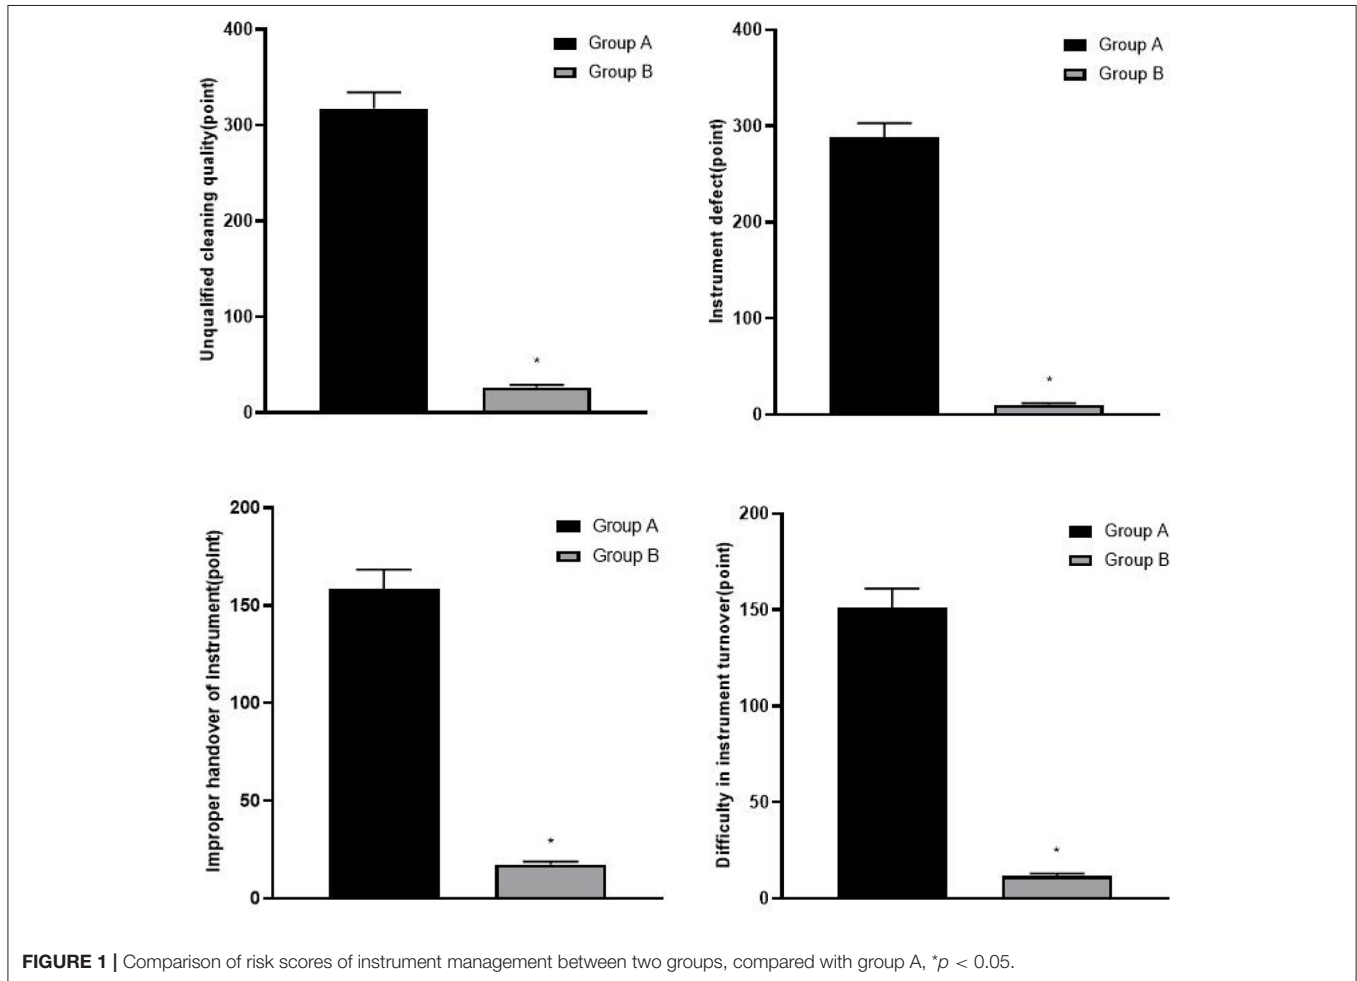 400
300
200
100
0
Unqualified cleaning quality(point)
Group A
Group B
*
400
300
200
100
0
Instrument defect(point)
Group A
Group B
*
200
150
100
50
0
Improper handover of Instrument(point)
Group A
Group B
*
200
150
100
50
0
Difficulty in instrument turnover(point)
Group A
Group B
*
FIGURE 1 | Comparison of risk scores of instrument management between two groups, compared with group A, *p < 0.05.